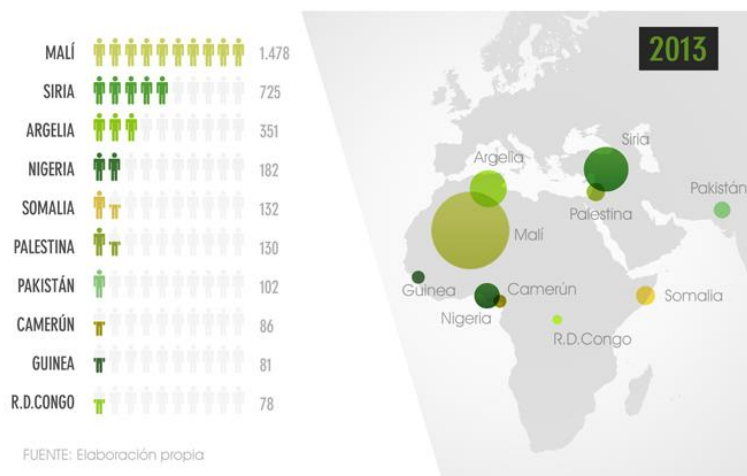 MALÍ 1.478
SIRIA 725
ARGELIA 351
NIGERIA 182
SOMALIA 132
PALESTINA 130
PAKISTÁN 102
CAMERÚN 86
GUINEA 81
R.D.CONGO 78
FUENTE: Elaboración propia
2013
Siria
Argelia
Pakistán
Palestina
Malí
Guinea
Camerún
Somalia
Nigeria
R.D.Congo